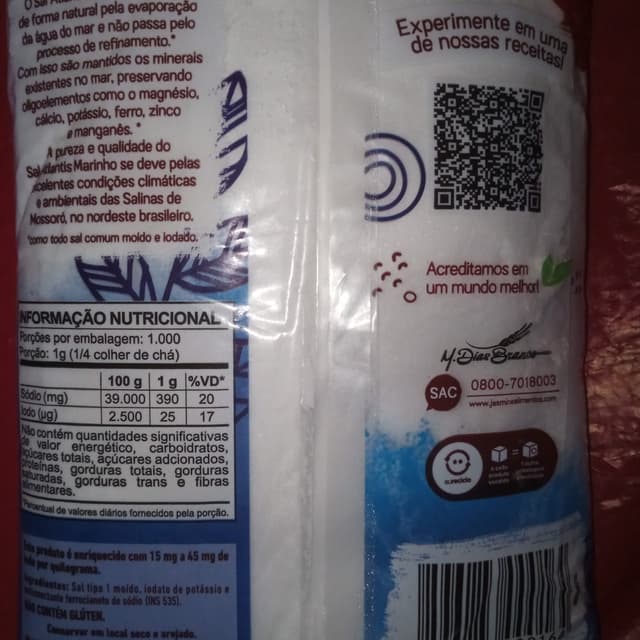 de forma natural pela evaporação
da água do mar e não passa pelo
processo de refinamento.*
Com isso são mantidos os minerais
existentes no mar, preservando
oligoelementos como o magnésio,
cálcio, potássio, ferro, zinco
e manganês. *
A pureza e qualidade do
Marinho se deve pelas
excelentes condições climáticas
e ambientais das Salinas de
Mossoró, no nordeste brasileiro.
*como todo sal comum moído e iodado.
INFORMAÇÃO NUTRICIONAL
Porções por embalagem: 1.000
Porção: 1g (1/4 colher de chá)
100 g 1 g %VD*
Sódio (mg) 39.000 390 20
Iodo (µg) 2.500 25 17
Não contém quantidades significativas
de valor energético, carboidratos,
açúcares totais, açúcares adicionados,
proteínas, gorduras totais, gorduras
saturadas, gorduras trans e fibras
alimentares.
*Percentual de valores diários fornecidos pela porção.
Este produto é enriquecido com 15 mg a 45 mg de
iodo por quilograma.
Ingredientes: Sal tipo 1 moído, iodato de potássio e
ferrocianeto de sódio (INS 535).
NÃO CONTÉM GLÚTEN.
Conservar em local seco e arejado.
Experimente em uma
de nossas receitas!
Acreditamos em
um mundo melhor!
M. Dias Branco
SAC 0800-7018003
www.jasminealimentos.com
eureciclo